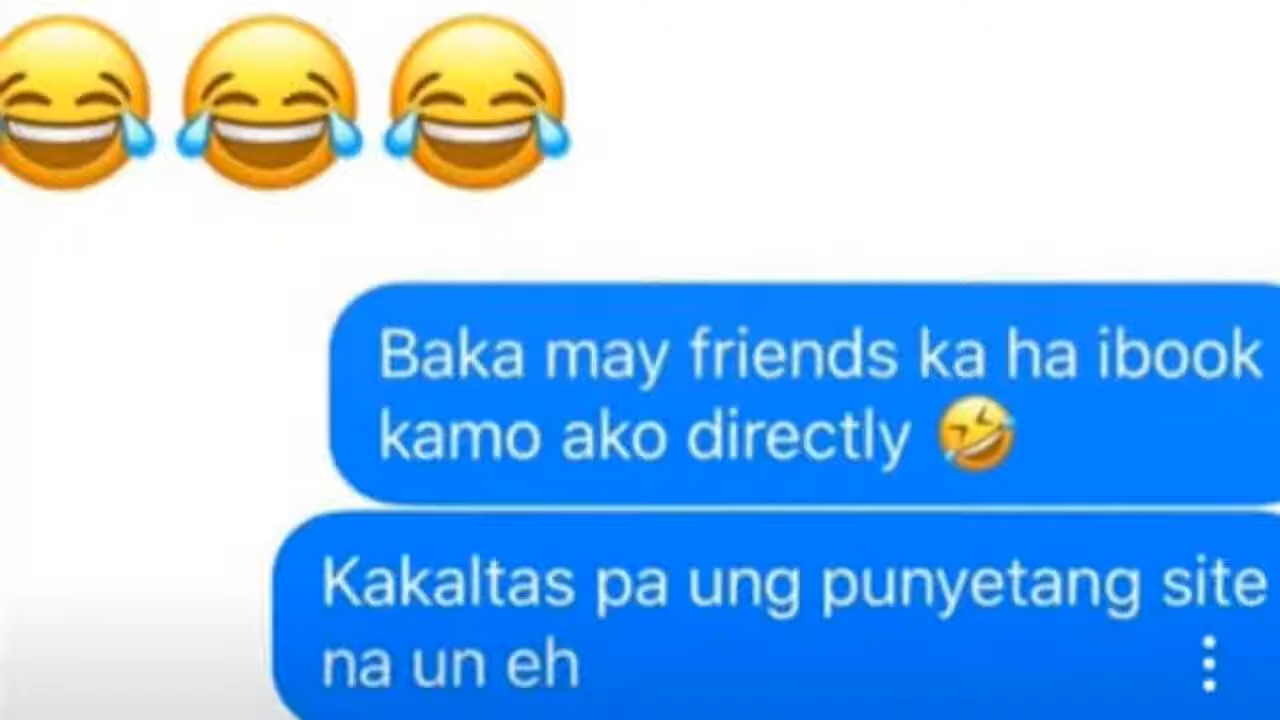 😂😂😂
Baka may friends ka ha ibook
kamo ako directly 🤣
Kakaltas pa ung punyetang site
na un eh